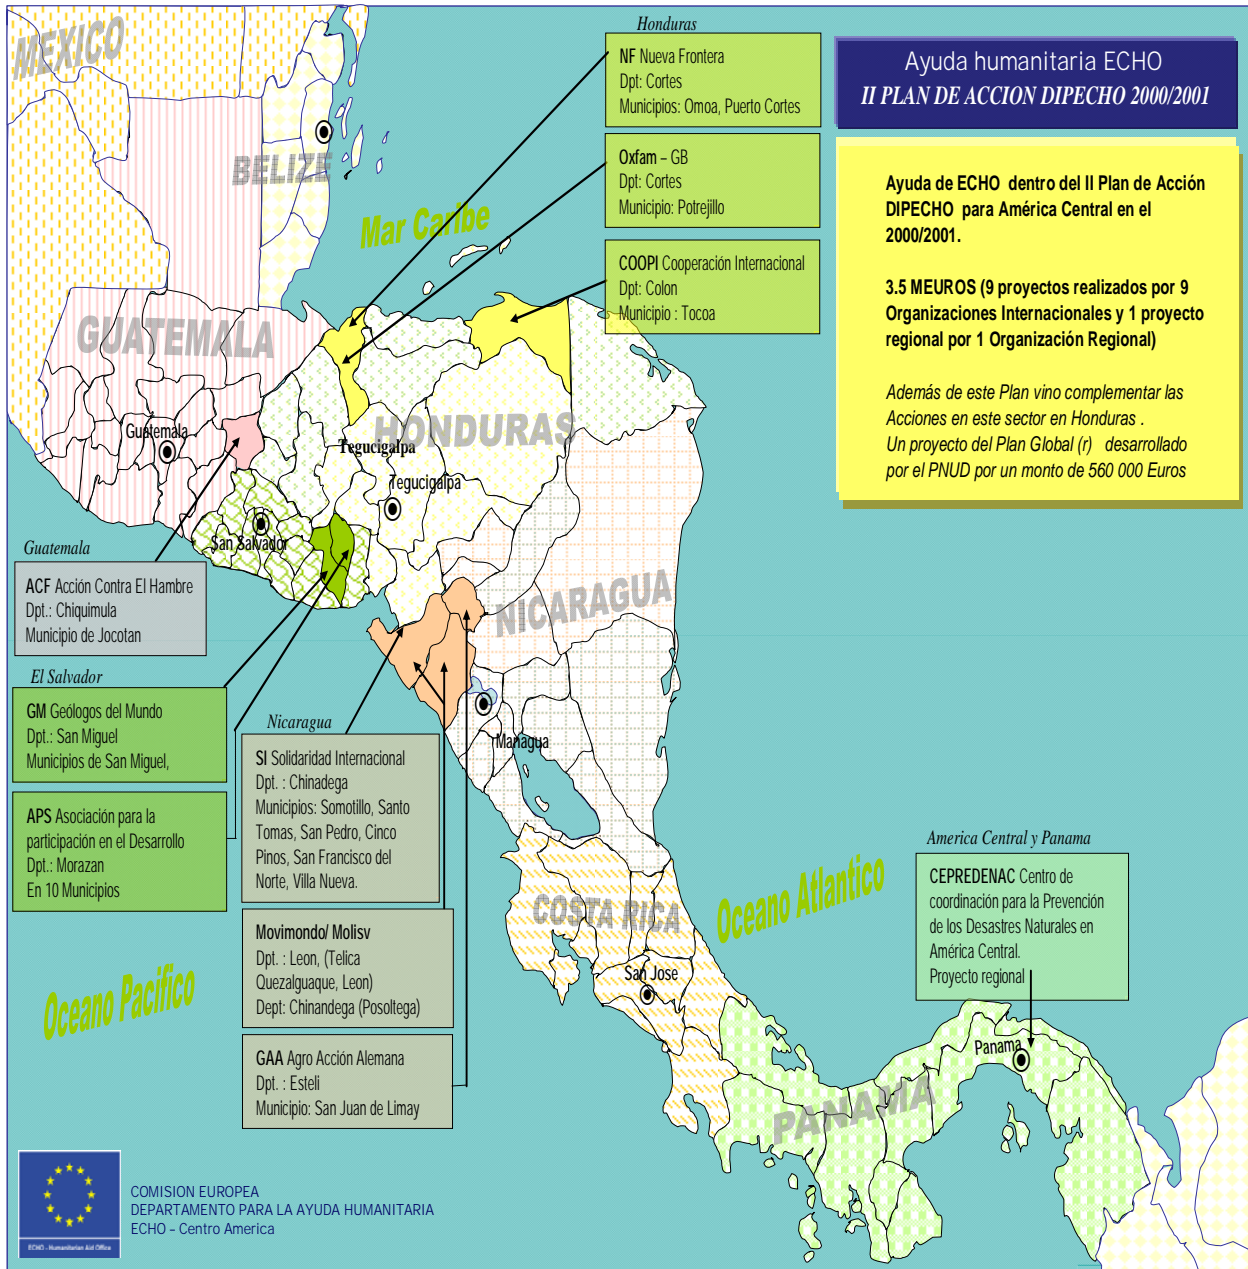 Honduras
NF Nueva Frontera
Dpt: Cortes
Municipios: Omoa, Puerto Cortes
Oxfam – GB
Dpt: Cortes
Municipio: Potrejillo
COOPI Cooperación Internacional
Dpt: Colon
Municipio : Tocoa
Ayuda humanitaria ECHO
II PLAN DE ACCION DIPECHO 2000/2001
Ayuda de ECHO dentro del II Plan de Acción
DIPECHO para América Central en el
2000/2001.
3.5 MEUROS (9 proyectos realizados por 9
Organizaciones Internacionales y 1 proyecto
regional por 1 Organización Regional)
Además de este Plan vino complementar las
Acciones en este sector en Honduras .
Un proyecto del Plan Global (r) desarrollado
por el PNUD por un monto de 560 000 Euros
MEXICO
BELIZE
Mar Caribe
GUATEMALA
HONDURAS
Guatemala
Tegucigalpa
Tegucigalpa
San Salvador
NICARAGUA
Managua
COSTA RICA
San Jose
Oceano Atlantico
Oceano Pacifico
PANAMA
Panama
Guatemala
ACF Acción Contra El Hambre
Dpt.: Chiquimula
Municipio de Jocotan
El Salvador
GM Geólogos del Mundo
Dpt.: San Miguel
Municipios de San Miguel,
APS Asociación para la
participación en el Desarrollo
Dpt.: Morazan
En 10 Municipios
Nicaragua
SI Solidaridad Internacional
Dpt. : Chinadega
Municipios: Somotillo, Santo
Tomas, San Pedro, Cinco
Pinos, San Francisco del
Norte, Villa Nueva.
Movimondo/ Molisv
Dpt. : Leon, (Telica
Quezalguaque, Leon)
Dept: Chinandega (Posoltega)
GAA Agro Acción Alemana
Dpt. : Esteli
Municipio: San Juan de Limay
America Central y Panama
CEPREDENAC Centro de
coordinación para la Prevención
de los Desastres Naturales en
América Central.
Proyecto regional
ECHO - Humanitarian Aid Office
COMISION EUROPEA
DEPARTAMENTO PARA LA AYUDA HUMANITARIA
ECHO – Centro America